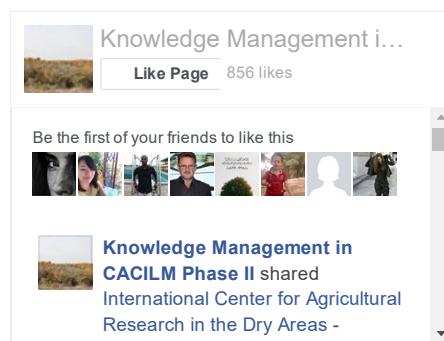 Knowledge Management i…
Like Page
856 likes
Be the first of your friends to like this
Knowledge Management in
CACILM Phase II shared
International Center for Agricultural
Research in the Dry Areas -